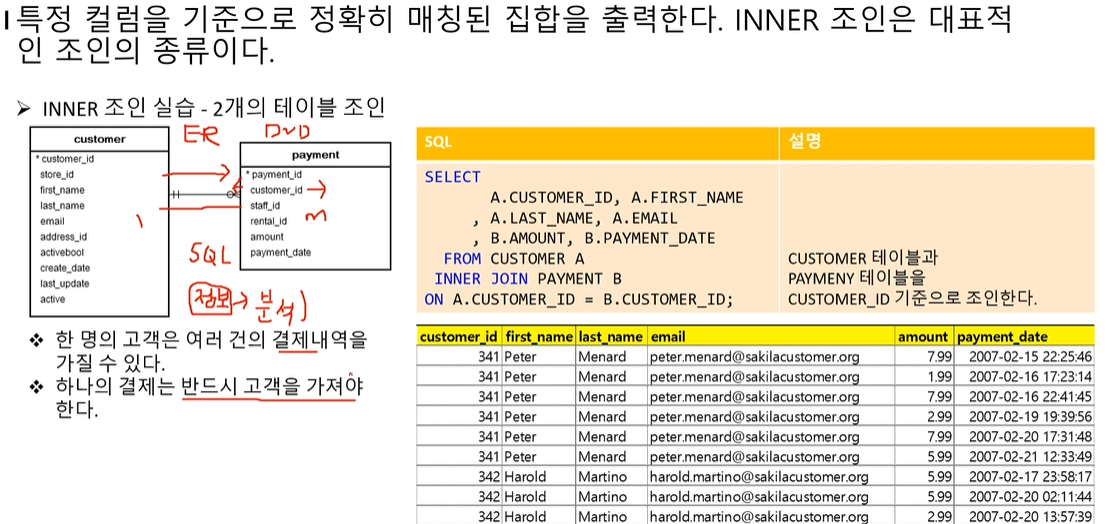 특정 컬럼을 기준으로 정확히 매칭된 집합을 출력한다. INNER 조인은 대표적
인 조인의 종류이다.
➢ INNER 조인 실습 - 2개의 테이블 조인
ER
DVD
customer
* customer_id
store_id
first_name
last_name
email
address_id
activebool
create_date
last_update
active
1
payment
* payment_id
customer_id
staff_id
rental_id
amount
payment_date
m
SQL
정보 → 분석
❖ 한 명의 고객은 여러 건의 결제내역을
가질 수 있다.
❖ 하나의 결제는 반드시 고객을 가져야
한다.
SQL 설명
SELECT
A.CUSTOMER_ID, A.FIRST_NAME
, A.LAST_NAME, A.EMAIL
, B.AMOUNT, B.PAYMENT_DATE
FROM CUSTOMER A
INNER JOIN PAYMENT B
ON A.CUSTOMER_ID = B.CUSTOMER_ID;
CUSTOMER 테이블과
PAYMENY 테이블을
CUSTOMER_ID 기준으로 조인한다.
customer_id first_name last_name email amount payment_date
341 Peter Menard peter.menard@sakilacustomer.org 7.99 2007-02-15 22:25:46
341 Peter Menard peter.menard@sakilacustomer.org 1.99 2007-02-16 17:23:14
341 Peter Menard peter.menard@sakilacustomer.org 7.99 2007-02-16 22:41:45
341 Peter Menard peter.menard@sakilacustomer.org 2.99 2007-02-19 19:39:56
341 Peter Menard peter.menard@sakilacustomer.org 7.99 2007-02-20 17:31:48
341 Peter Menard peter.menard@sakilacustomer.org 5.99 2007-02-21 12:33:49
342 Harold Martino harold.martino@sakilacustomer.org 5.99 2007-02-17 23:58:17
342 Harold Martino harold.martino@sakilacustomer.org 5.99 2007-02-20 02:11:44
342 Harold Martino harold.martino@sakilacustomer.org 2.99 2007-02-20 13:57:39